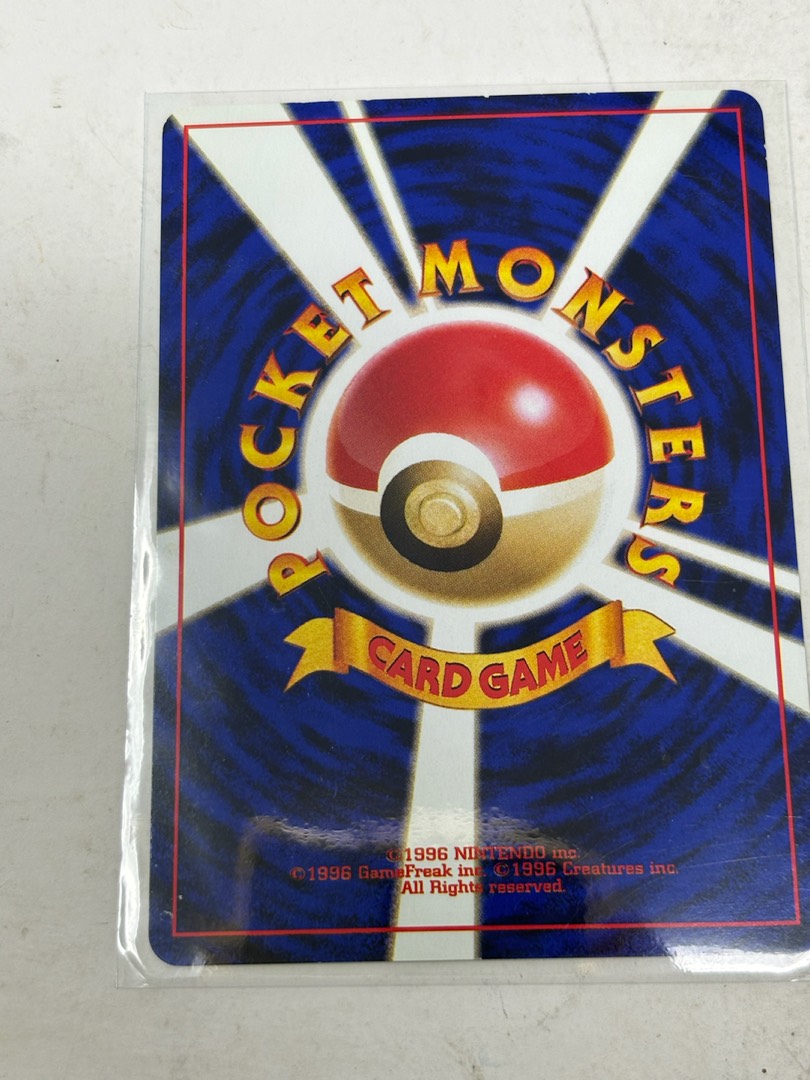 POCKET MONSTERS
CARD GAME
©1996 NINTENDO inc.
©1996 GameFreak inc. ©1996 Creatures inc.
All Rights reserved.